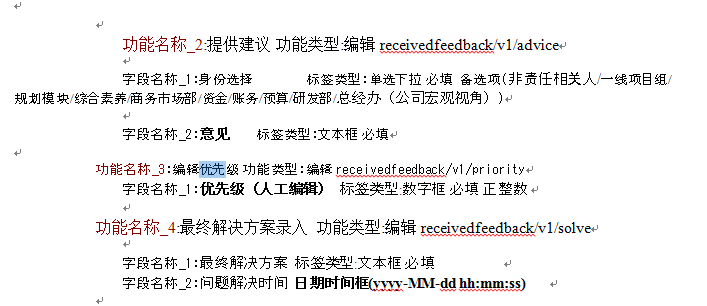 功能名称_2:提供建议 功能类型:编辑 receivedfeedback/v1/advice
字段名称_1:身份选择 标签类型:单选下拉 必填 备选项(非责任相关人/一线项目组/
规划模块/综合素养/商务市场部/资金/账务/预算/研发部/总经办（公司宏观视角）)
字段名称_2:意见 标签类型:文本框 必填
功能名称_3:编辑优先级 功能类型:编辑 receivedfeedback/v1/priority
字段名称_1:优先级（人工编辑） 标签类型:数字框 必填 正整数
功能名称_4:最终解决方案录入 功能类型:编辑 receivedfeedback/v1/solve
字段名称_1:最终解决方案 标签类型:文本框 必填
字段名称_2:问题解决时间 日期时间框(yyyy-MM-dd hh:mm:ss)